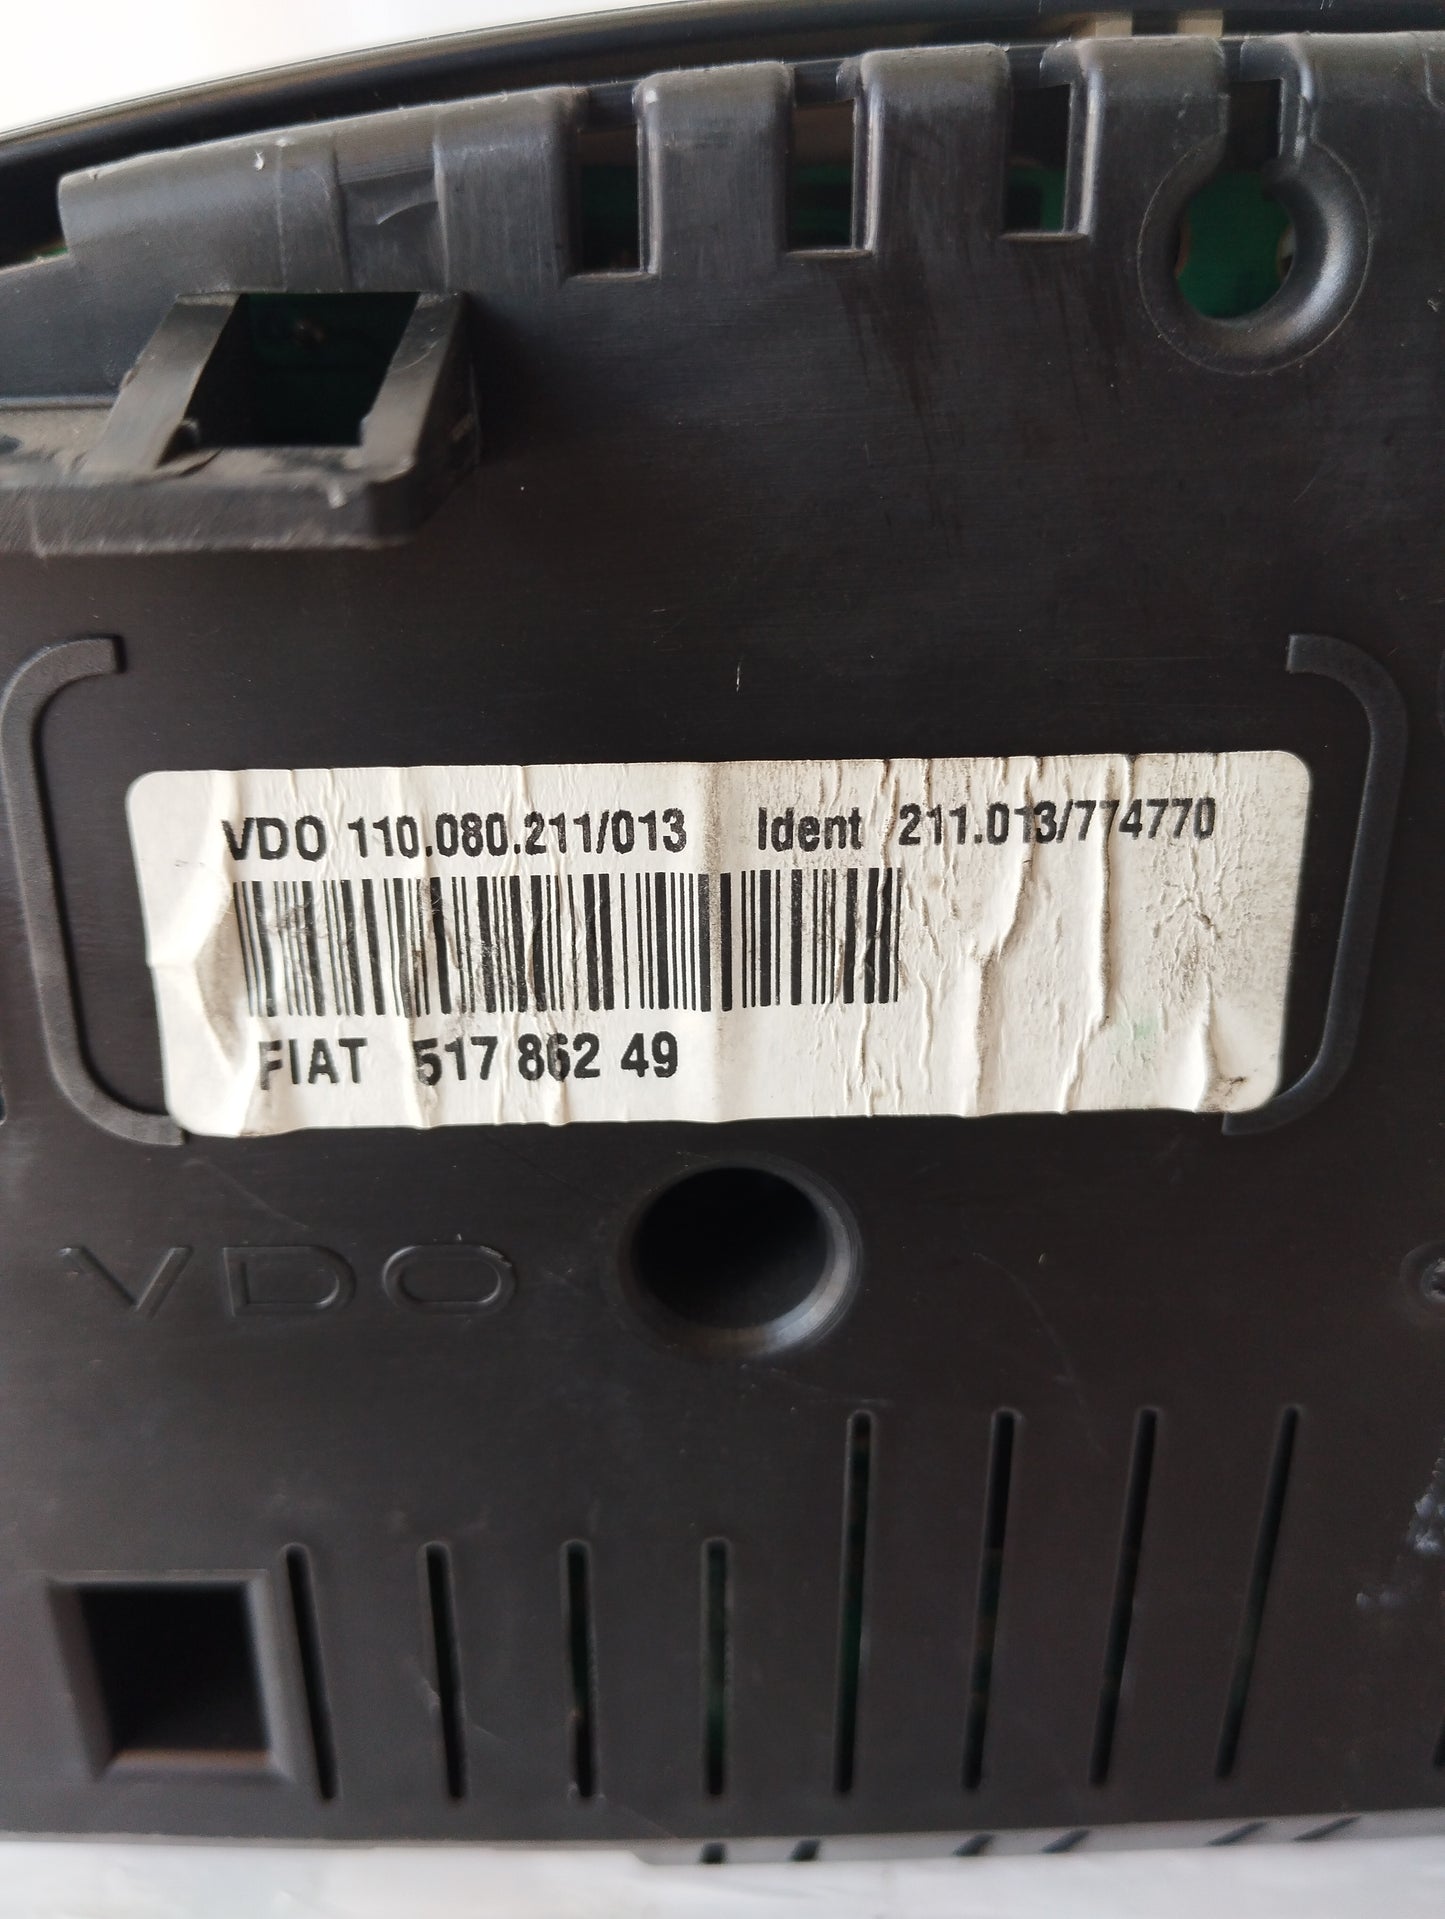 VDO 110.080.211/013 Ident 211.013/774770
FIAT 517 862 49
VDO